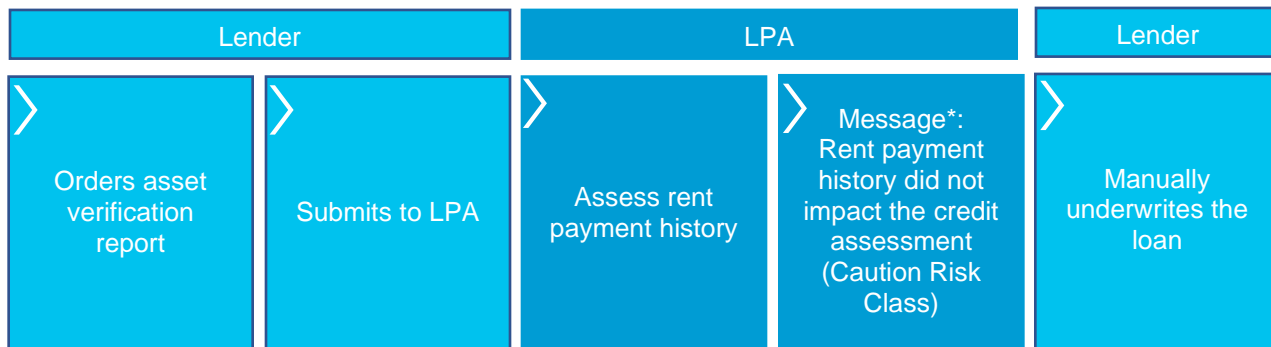 Lender
LPA
Lender
Orders asset
verification
report
Submits to LPA
Assess rent
payment history
Message*:
Rent payment
history did not
impact the credit
assessment
(Caution Risk
Class)
Manually
underwrites the
loan